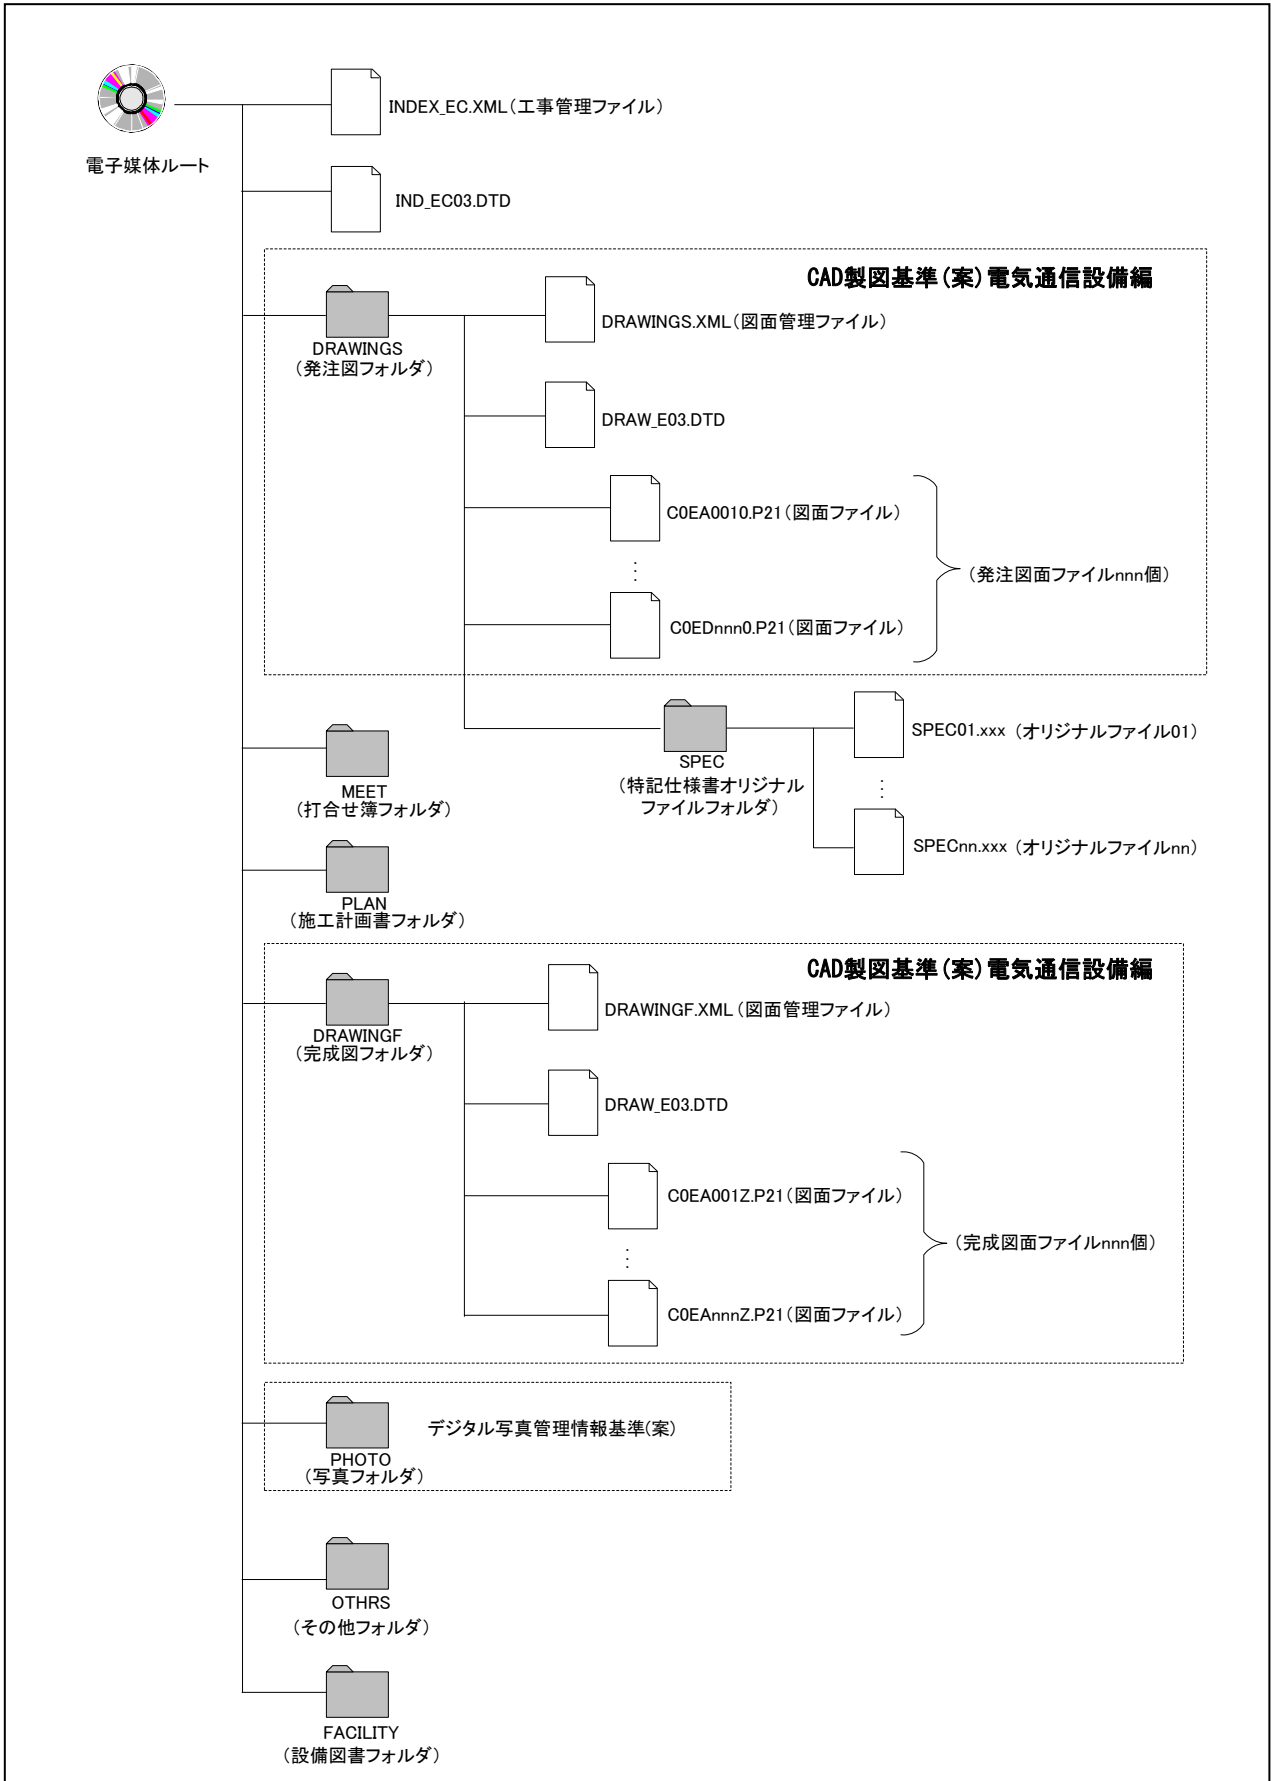 電子媒体ルート
INDEX_EC.XML（工事管理ファイル）
IND_EC03.DTD
CAD製図基準（案）電気通信設備編
DRAWINGS
（発注図フォルダ）
DRAWINGS.XML（図面管理ファイル）
DRAW_E03.DTD
C0EA0010.P21（図面ファイル）
⋮
C0EDnnn0.P21（図面ファイル）
（発注図面ファイルnnn個）
SPEC
（特記仕様書オリジナル
ファイルフォルダ）
SPEC01.xxx（オリジナルファイル01）
⋮
SPECnn.xxx（オリジナルファイルnn）
MEET
（打合せ簿フォルダ）
PLAN
（施工計画書フォルダ）
CAD製図基準（案）電気通信設備編
DRAWINGF
（完成図フォルダ）
DRAWINGF.XML（図面管理ファイル）
DRAW_E03.DTD
C0EA001Z.P21（図面ファイル）
⋮
C0EAnnnZ.P21（図面ファイル）
（完成図面ファイルnnn個）
デジタル写真管理情報基準(案)
PHOTO
（写真フォルダ）
OTHRS
（その他フォルダ）
FACILITY
（設備図書フォルダ）